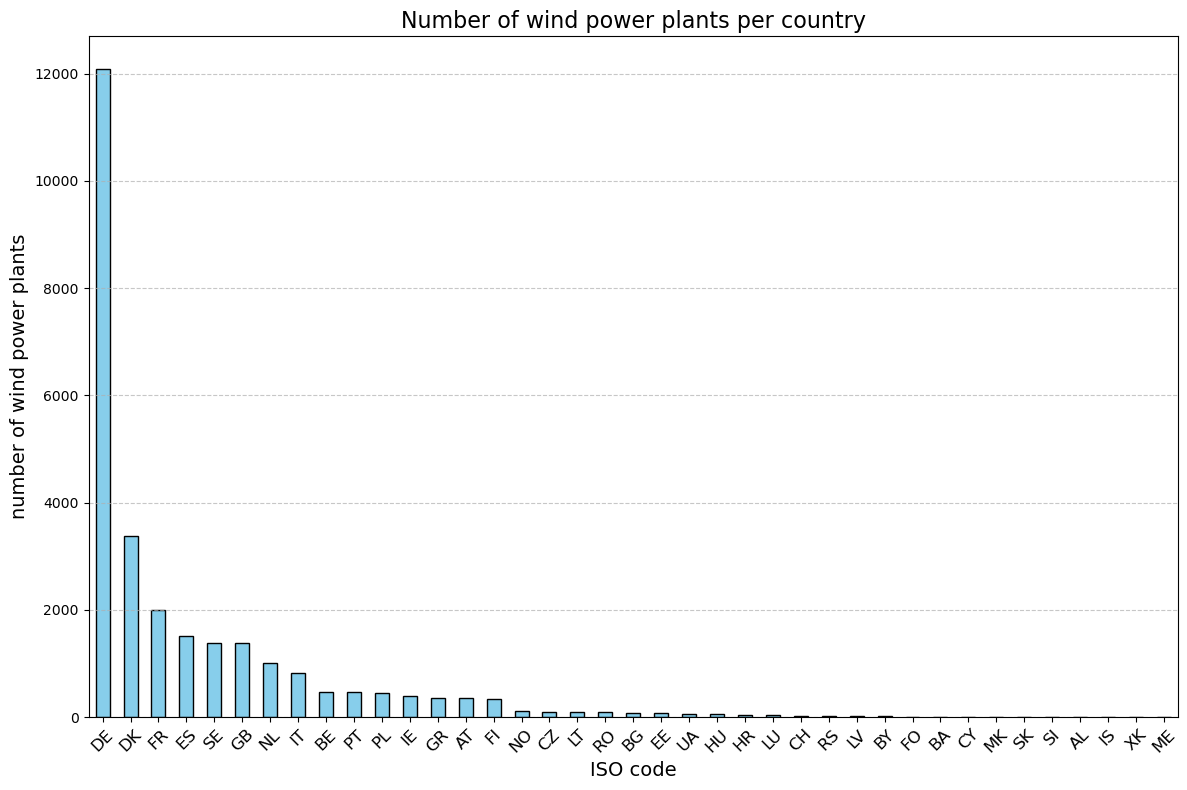 Number of wind power plants per country
number of wind power plants
12000
10000
8000
6000
4000
2000
0
DE DK FR ES SE GB NL IT BE PT PL IE GR AT FI NO CZ LT RO BG EE UA HU HR LU CH RS LV BY FO BA CY MK SK SI AL IS XK ME
ISO code